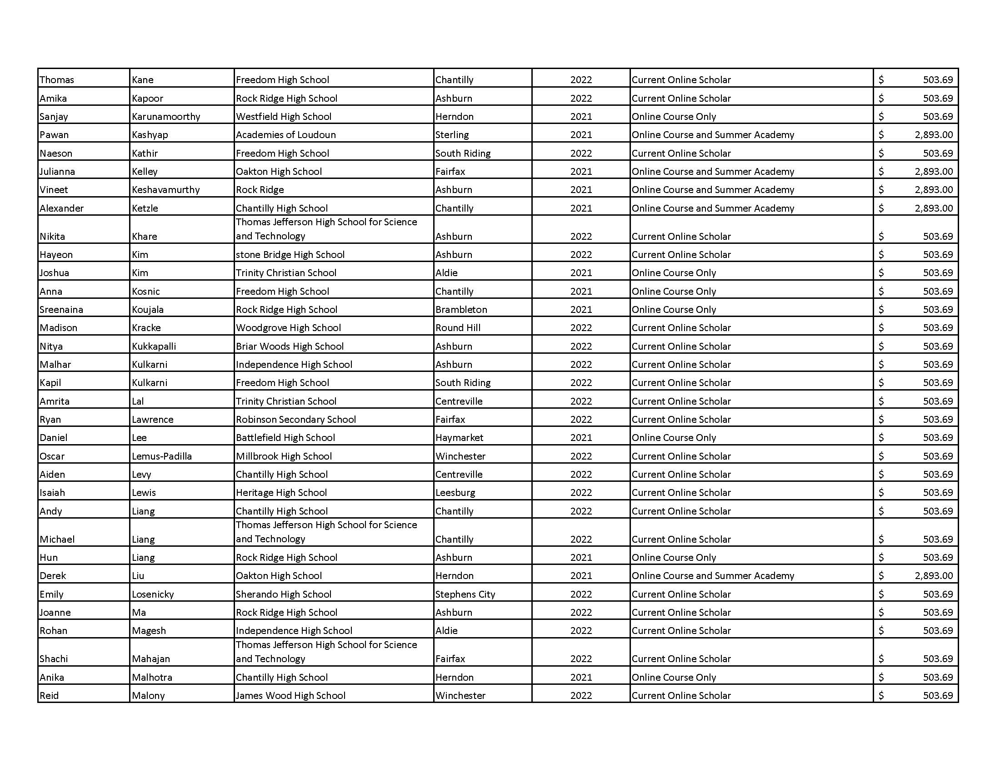 Thomas Kane Freedom High School Chantilly 2022 Current Online Scholar $ 503.69
Amika Kapoor Rock Ridge High School Ashburn 2022 Current Online Scholar $ 503.69
Sanjay Karunamoorthy Westfield High School Herndon 2021 Online Course Only $ 503.69
Pawan Kashyap Academies of Loudoun Sterling 2021 Online Course and Summer Academy $ 2,893.00
Naeson Kathir Freedom High School South Riding 2022 Current Online Scholar $ 503.69
Julianna Kelley Oakton High School Fairfax 2021 Online Course and Summer Academy $ 2,893.00
Vineet Keshavamurthy Rock Ridge Ashburn 2021 Online Course and Summer Academy $ 2,893.00
Alexander Ketzle Chantilly High School Chantilly 2021 Online Course and Summer Academy $ 2,893.00
Thomas Jefferson High School for Science
Nikita Khare and Technology Ashburn 2022 Current Online Scholar $ 503.69
Hayeon Kim stone Bridge High School Ashburn 2022 Current Online Scholar $ 503.69
Joshua Kim Trinity Christian School Aldie 2021 Online Course Only $ 503.69
Anna Kosnic Freedom High School Chantilly 2021 Online Course Only $ 503.69
Sreenaina Koujala Rock Ridge High School Brambleton 2021 Online Course Only $ 503.69
Madison Kracke Woodgrove High School Round Hill 2022 Current Online Scholar $ 503.69
Nitya Kukkapalli Briar Woods High School Ashburn 2022 Current Online Scholar $ 503.69
Malhar Kulkarni Independence High School Ashburn 2022 Current Online Scholar $ 503.69
Kapil Kulkarni Freedom High School South Riding 2022 Current Online Scholar $ 503.69
Amrita Lal Trinity Christian School Centreville 2022 Current Online Scholar $ 503.69
Ryan Lawrence Robinson Secondary School Fairfax 2022 Current Online Scholar $ 503.69
Daniel Lee Battlefield High School Haymarket 2021 Online Course Only $ 503.69
Oscar Lemus-Padilla Millbrook High School Winchester 2022 Current Online Scholar $ 503.69
Aiden Levy Chantilly High School Centreville 2022 Current Online Scholar $ 503.69
Isaiah Lewis Heritage High School Leesburg 2022 Current Online Scholar $ 503.69
Andy Liang Chantilly High School Chantilly 2022 Current Online Scholar $ 503.69
Thomas Jefferson High School for Science
Michael Liang and Technology Chantilly 2022 Current Online Scholar $ 503.69
Hun Liang Rock Ridge High School Ashburn 2021 Online Course Only $ 503.69
Derek Liu Oakton High School Herndon 2021 Online Course and Summer Academy $ 2,893.00
Emily Losenicky Sherando High School Stephens City 2022 Current Online Scholar $ 503.69
Joanne Ma Rock Ridge High School Ashburn 2022 Current Online Scholar $ 503.69
Rohan Magesh Independence High School Aldie 2022 Current Online Scholar $ 503.69
Thomas Jefferson High School for Science
Shachi Mahajan and Technology Fairfax 2022 Current Online Scholar $ 503.69
Anika Malhotra Chantilly High School Herndon 2021 Online Course Only $ 503.69
Reid Malony James Wood High School Winchester 2022 Current Online Scholar $ 503.69